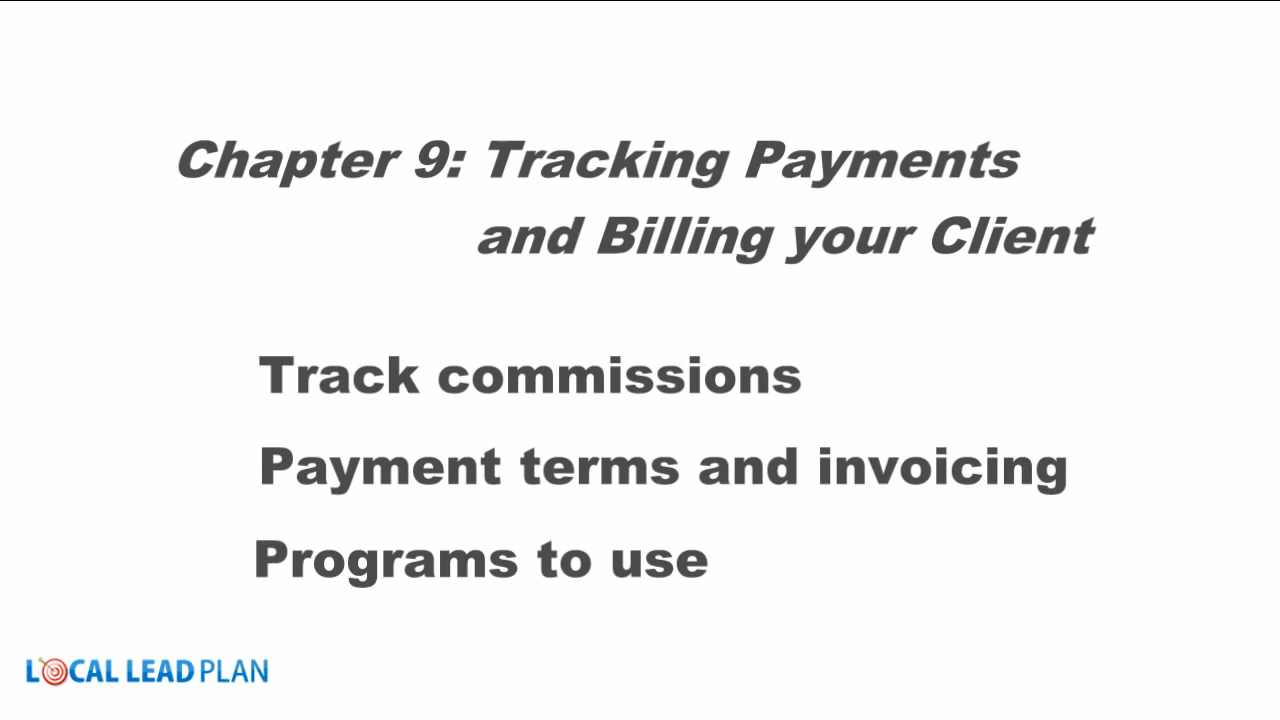 Chapter 9: Tracking Payments
and Billing your Client
Track commissions
Payment terms and invoicing
Programs to use
LOCAL LEAD PLAN